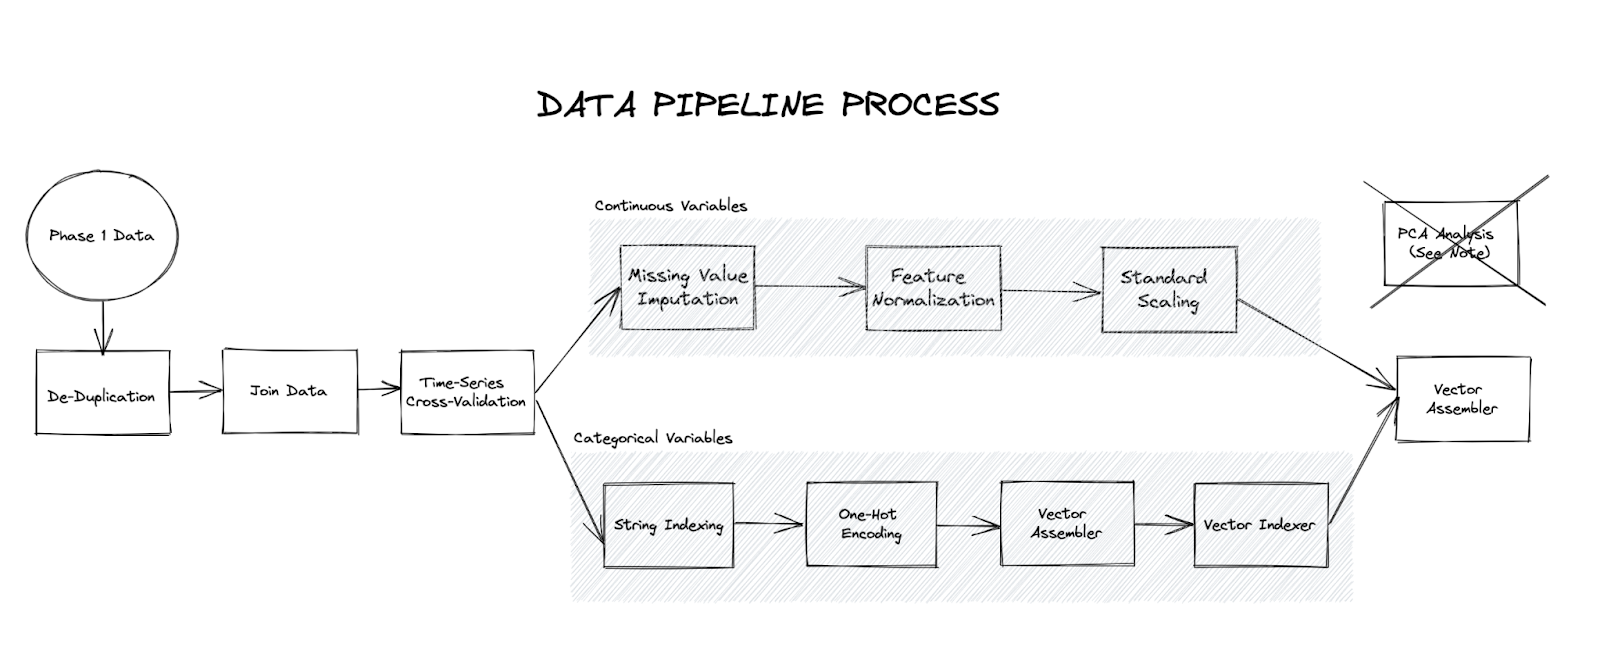 DATA PIPELINE PROCESS
Phase 1 Data
De-Duplication
Join Data
Time-Series
Cross-Validation
Continuous Variables
Missing Value
Imputation
Feature
Normalization
Standard
Scaling
Categorical Variables
String Indexing
One-Hot
Encoding
Vector
Assembler
Vector Indexer
PCA Analysis
(See Note)
Vector
Assembler